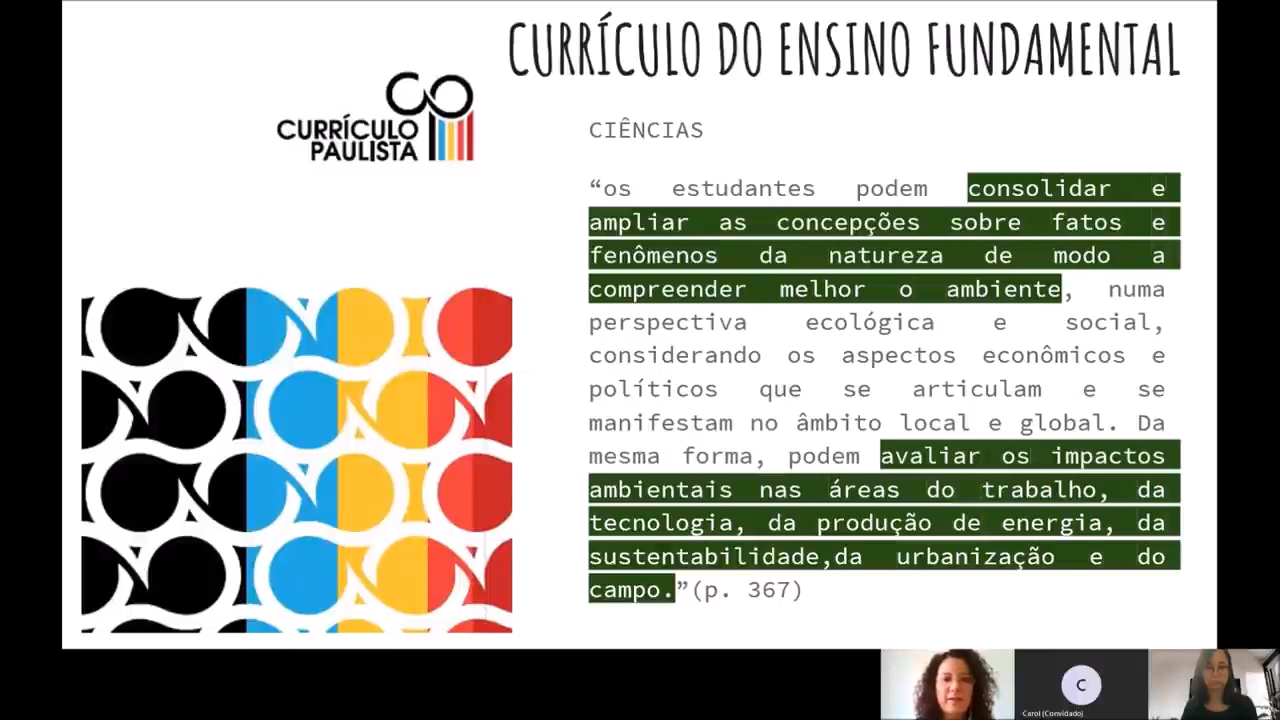 CURRÍCULO DO ENSINO FUNDAMENTAL
CURRÍCULO
PAULISTA
CIÊNCIAS
“os estudantes podem consolidar e
ampliar as concepções sobre fatos e
fenômenos da natureza de modo a
compreender melhor o ambiente, numa
perspectiva ecológica e social,
considerando os aspectos econômicos e
políticos que se articulam e se
manifestam no âmbito local e global. Da
mesma forma, podem avaliar os impactos
ambientais nas áreas do trabalho, da
tecnologia, da produção de energia, da
sustentabilidade,da urbanização e do
campo.”(p. 367)
C
Carol (Convidado)